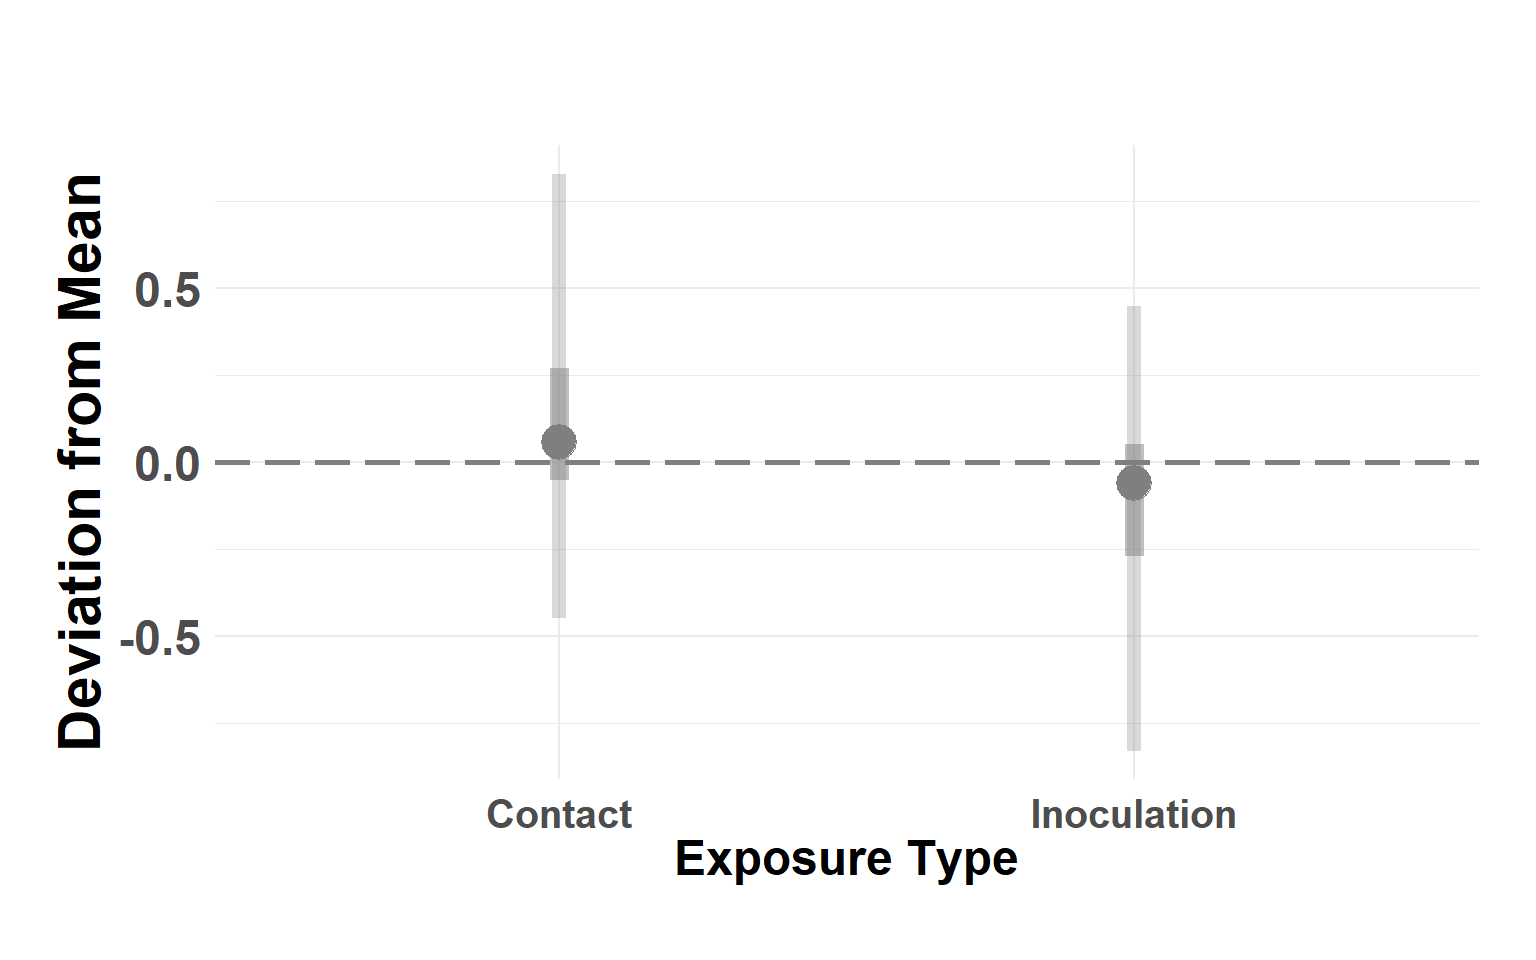 Deviation from Mean
0.5
0.0
-0.5
Contact
Inoculation
Exposure Type